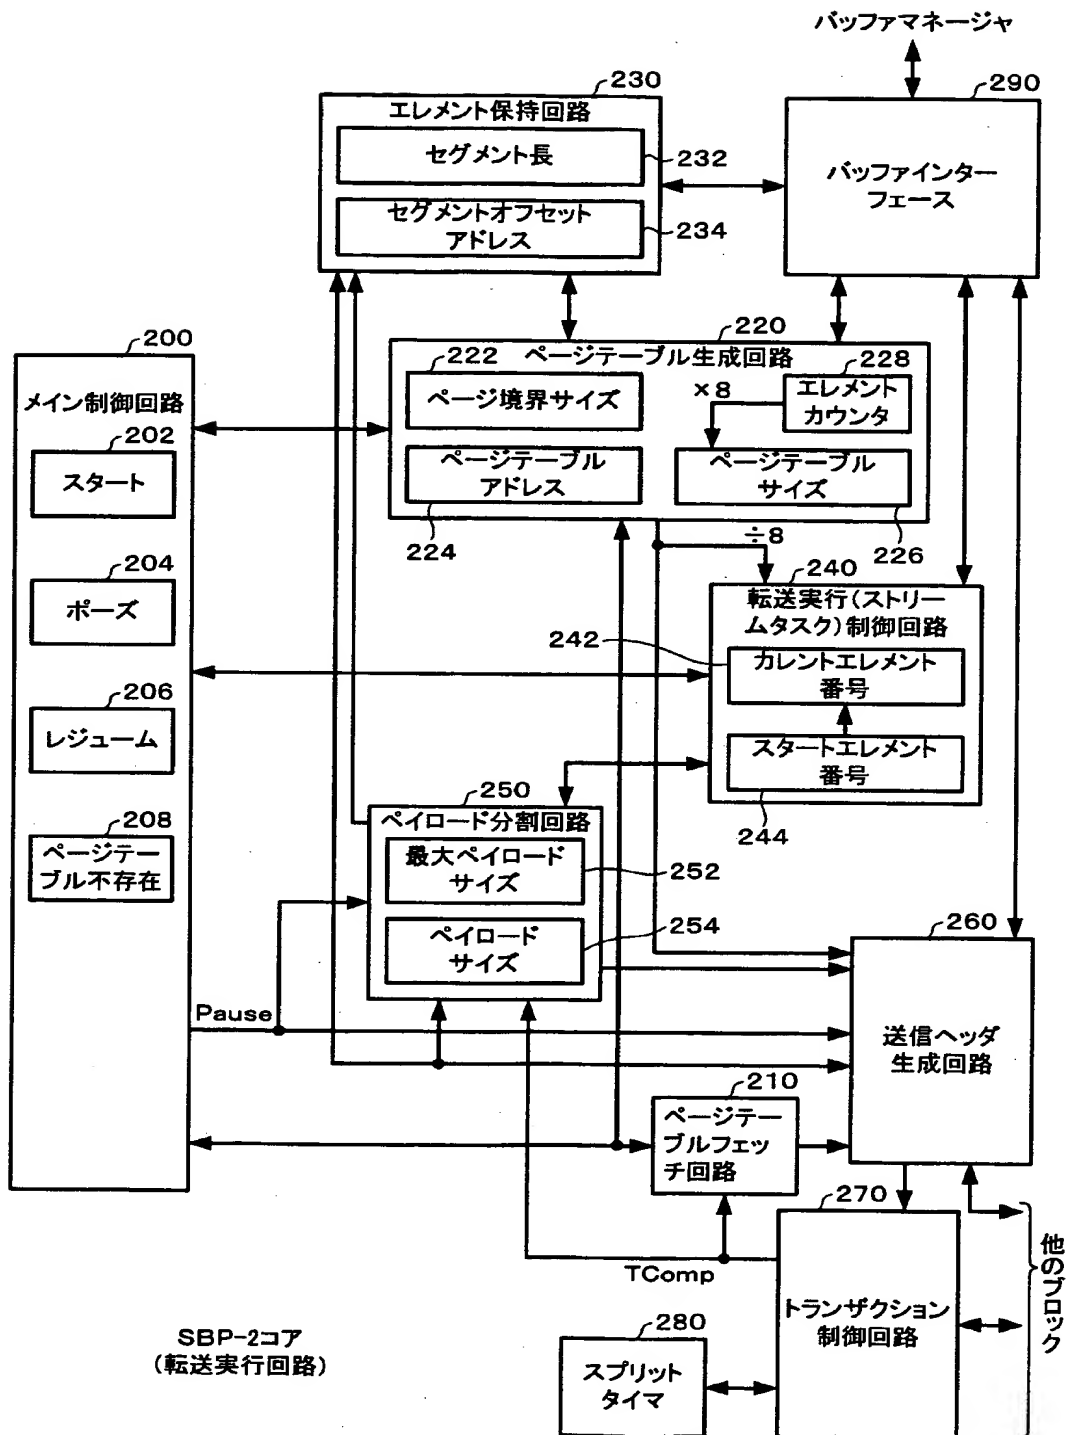 バッファマネージャ
230
290
エレメント保持回路
セグメント長
232
セグメントオフセット
アドレス
234
バッファインター
フェース
200
メイン制御回路
202
スタート
204
ポーズ
206
レジューム
208
ページテー
ブル不存在
220
222
ページテーブル生成回路
228
ページ境界サイズ
×8
エレメント
カウンタ
ページテーブル
アドレス
ページテーブル
サイズ
224
226
÷8
240
転送実行(ストリー
ムタスク)制御回路
242
カレントエレメント
番号
スタートエレメント
番号
244
250
ペイロード分割回路
最大ペイロード
サイズ
252
ペイロード
サイズ
254
260
送信ヘッダ
生成回路
Pause
210
ページテー
ブルフェッ
チ回路
270
TComp
トランザクション
制御回路
他のブロック
280
スプリット
タイマ
SBP-2コア
(転送実行回路)